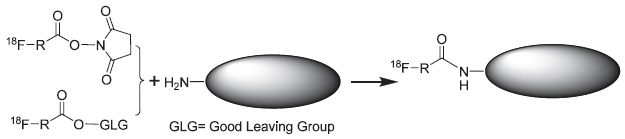 O
O
¹⁸F–R
O–N
O
O
+ H₂N
¹⁸F–R
O–GLG
GLG= Good Leaving Group
O
¹⁸F–R
N
H